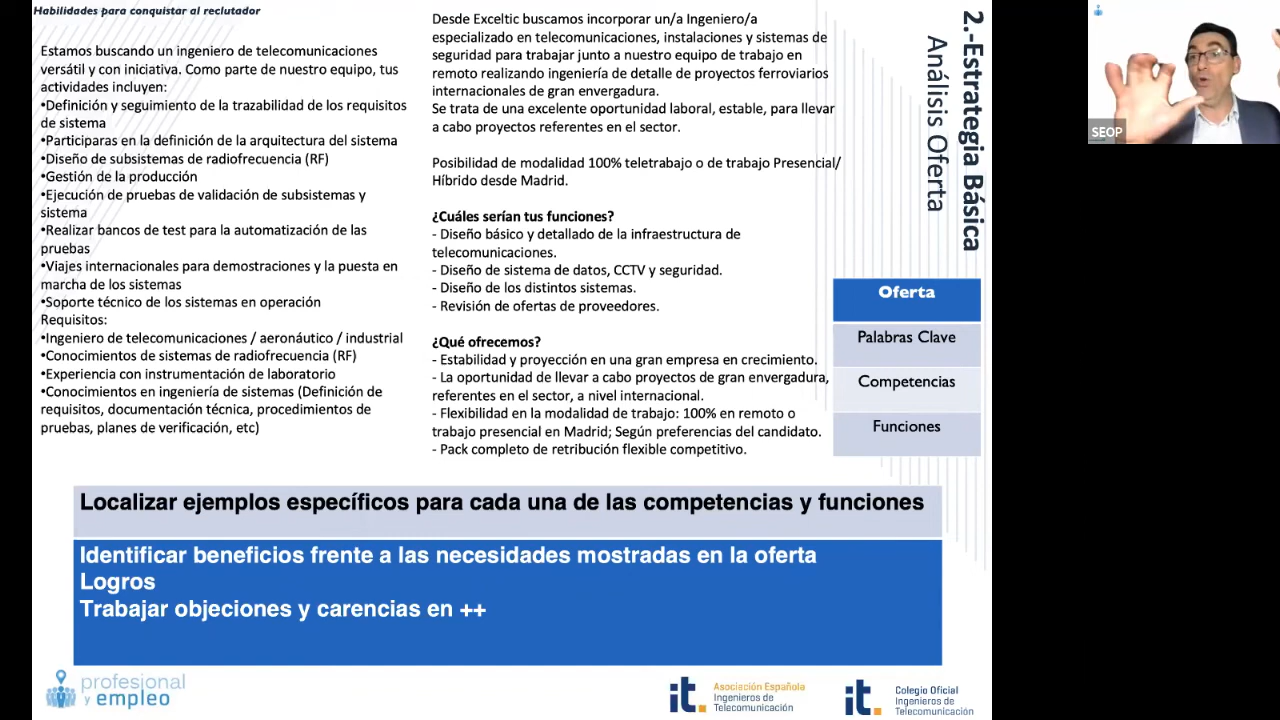 Habilidades para conquistar al reclutador
Estamos buscando un ingeniero de telecomunicaciones
versátil y con iniciativa. Como parte de nuestro equipo, tus
actividades incluyen:
•Definición y seguimiento de la trazabilidad de los requisitos
de sistema
•Participaras en la definición de la arquitectura del sistema
•Diseño de subsistemas de radiofrecuencia (RF)
•Gestión de la producción
•Ejecución de pruebas de validación de subsistemas y
sistema
•Realizar bancos de test para la automatización de las
pruebas
•Viajes internacionales para demostraciones y la puesta en
marcha de los sistemas
•Soporte técnico de los sistemas en operación
Requisitos:
•Ingeniero de telecomunicaciones / aeronáutico / industrial
•Conocimientos de sistemas de radiofrecuencia (RF)
•Experiencia con instrumentación de laboratorio
•Conocimientos en ingeniería de sistemas (Definición de
requisitos, documentación técnica, procedimientos de
pruebas, planes de verificación, etc)
Desde Exceltic buscamos incorporar un/a Ingeniero/a
especializado en telecomunicaciones, instalaciones y sistemas de
seguridad para trabajar junto a nuestro equipo de trabajo en
remoto realizando ingeniería de detalle de proyectos ferroviarios
internacionales de gran envergadura.
Se trata de una excelente oportunidad laboral, estable, para llevar
a cabo proyectos referentes en el sector.
Posibilidad de modalidad 100% teletrabajo o de trabajo Presencial/
Híbrido desde Madrid.
¿Cuáles serían tus funciones?
- Diseño básico y detallado de la infraestructura de
telecomunicaciones.
- Diseño de sistema de datos, CCTV y seguridad.
- Diseño de los distintos sistemas.
- Revisión de ofertas de proveedores.
¿Qué ofrecemos?
- Estabilidad y proyección en una gran empresa en crecimiento.
- La oportunidad de llevar a cabo proyectos de gran envergadura,
referentes en el sector, a nivel internacional.
- Flexibilidad en la modalidad de trabajo: 100% en remoto o
trabajo presencial en Madrid; Según preferencias del candidato.
- Pack completo de retribución flexible competitivo.
2.-Estrategia Básica
Análisis Oferta
Oferta
Palabras Clave
Competencias
Funciones
SEOP
Localizar ejemplos específicos para cada una de las competencias y funciones
Identificar beneficios frente a las necesidades mostradas en la oferta
Logros
Trabajar objeciones y carencias en ++
profesional
y empleo
it.
Asociación Española
Ingenieros de
Telecomunicación
it.
Colegio Oficial
Ingenieros de
Telecomunicación